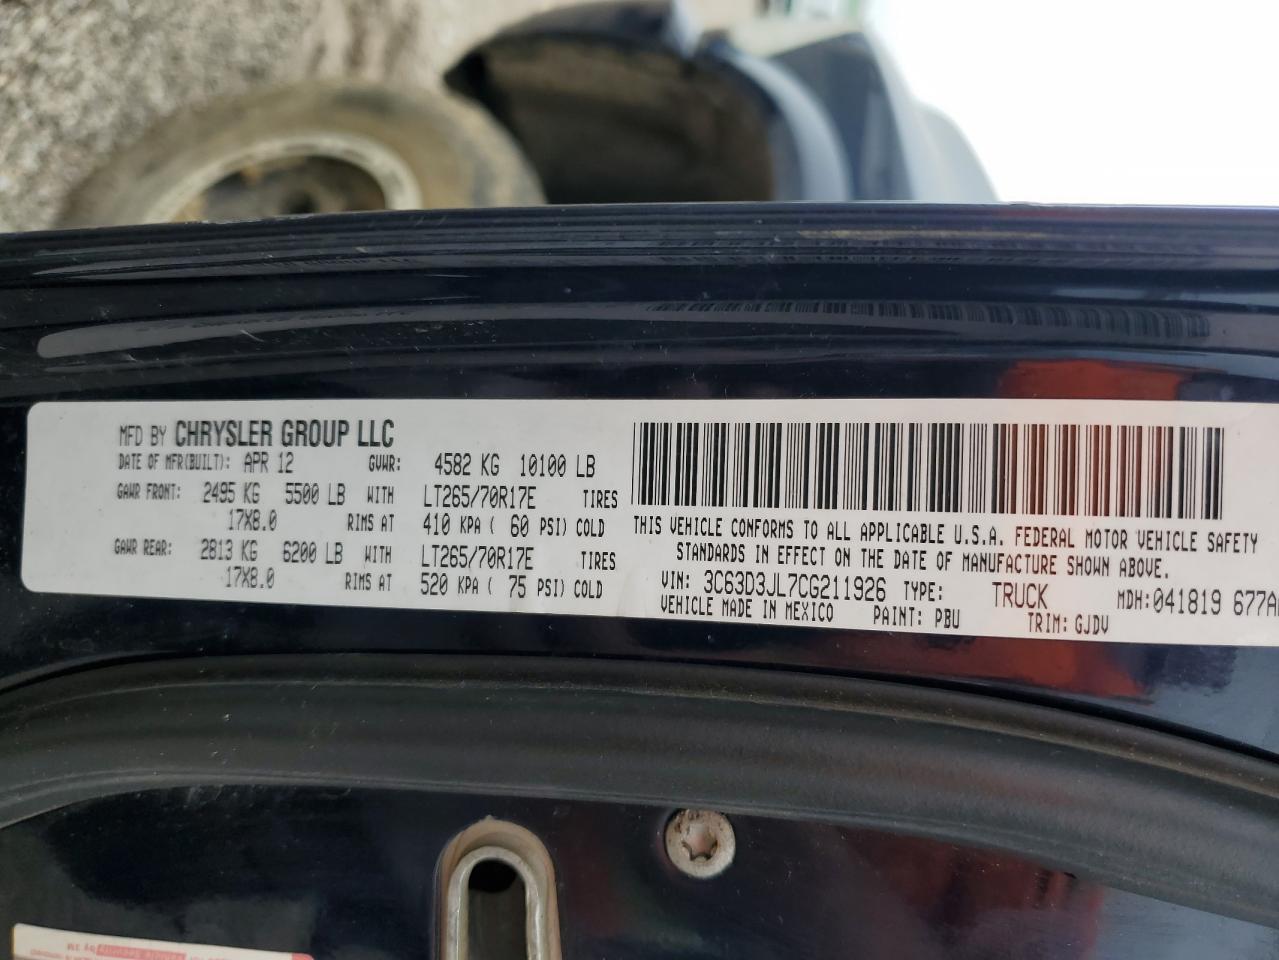 MFD BY CHRYSLER GROUP LLC
DATE OF MFR(BUILT): APR 12 GVWR: 4582 KG 10100 LB
GAWR FRONT: 2495 KG 5500 LB WITH LT265/70R17E TIRES
17X8.0 RIMS AT 410 KPA ( 60 PSI) COLD
GAWR REAR: 2813 KG 6200 LB WITH LT265/70R17E TIRES
17X8.0 RIMS AT 520 KPA ( 75 PSI) COLD
THIS VEHICLE CONFORMS TO ALL APPLICABLE U.S.A. FEDERAL MOTOR VEHICLE SAFETY
STANDARDS IN EFFECT ON THE DATE OF MANUFACTURE SHOWN ABOVE.
VIN: 3C63D3JL7CG211926 TYPE: TRUCK MDH:041819 677A
VEHICLE MADE IN MEXICO PAINT: PBU TRIM: GJDV
by 3M